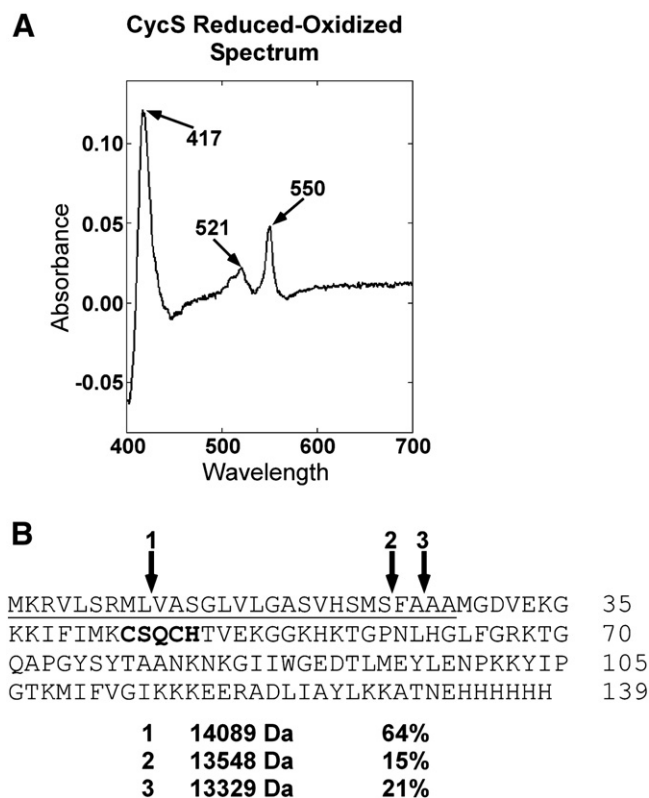 A
CycS Reduced-Oxidized
Spectrum
Absorbance
0.10
0.05
0.00
-0.05
417
521
550
400 500 600 700
Wavelength
B
1 2 3
MKRVLSRMLVASGLVLGASVHSMSFAAAMGDVEKG 35
KKIFIMKCSQCHTVEKGGKHKTGPNLHGLFGRKTG 70
QAPGYSYTAANKNKGIIWGEDTLMEYLENPKKYIP 105
GTKMIFVGIKKKEERADLIAYLKKATNEHHHHHH 139
1 14089 Da 64%
2 13548 Da 15%
3 13329 Da 21%